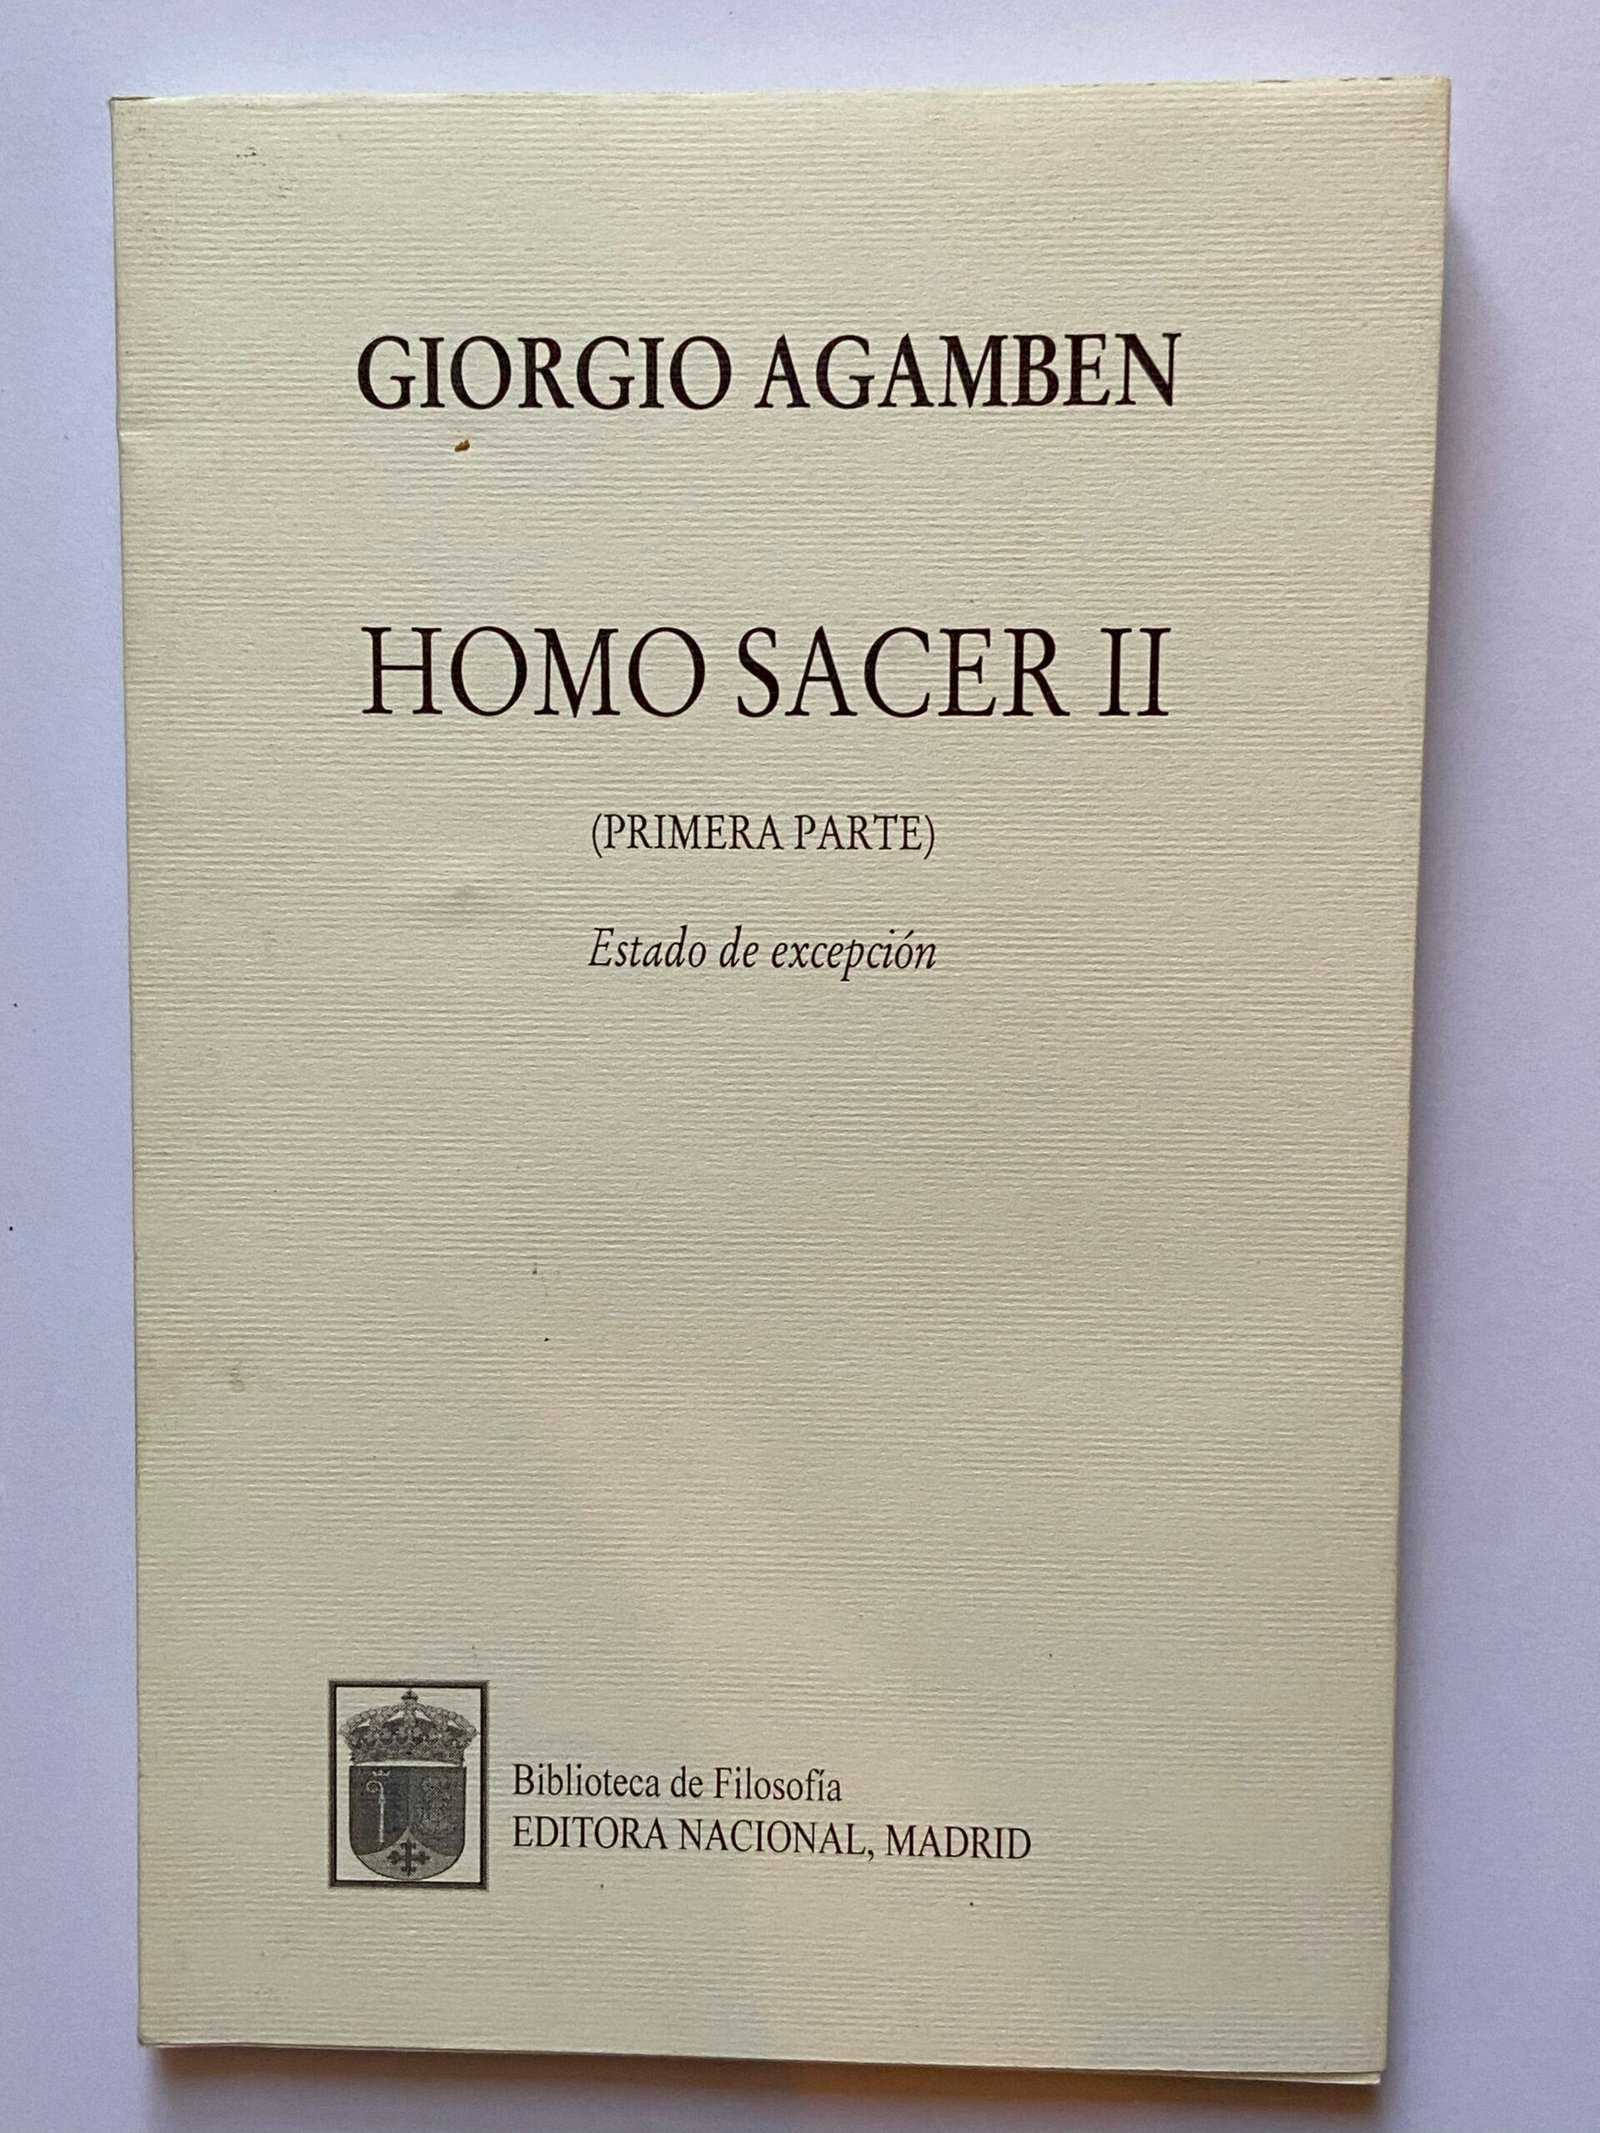 GIORGIO AGAMBEN
HOMO SACER II
(PRIMERA PARTE)
Estado de excepción
Biblioteca de Filosofía
EDITORA NACIONAL, MADRID